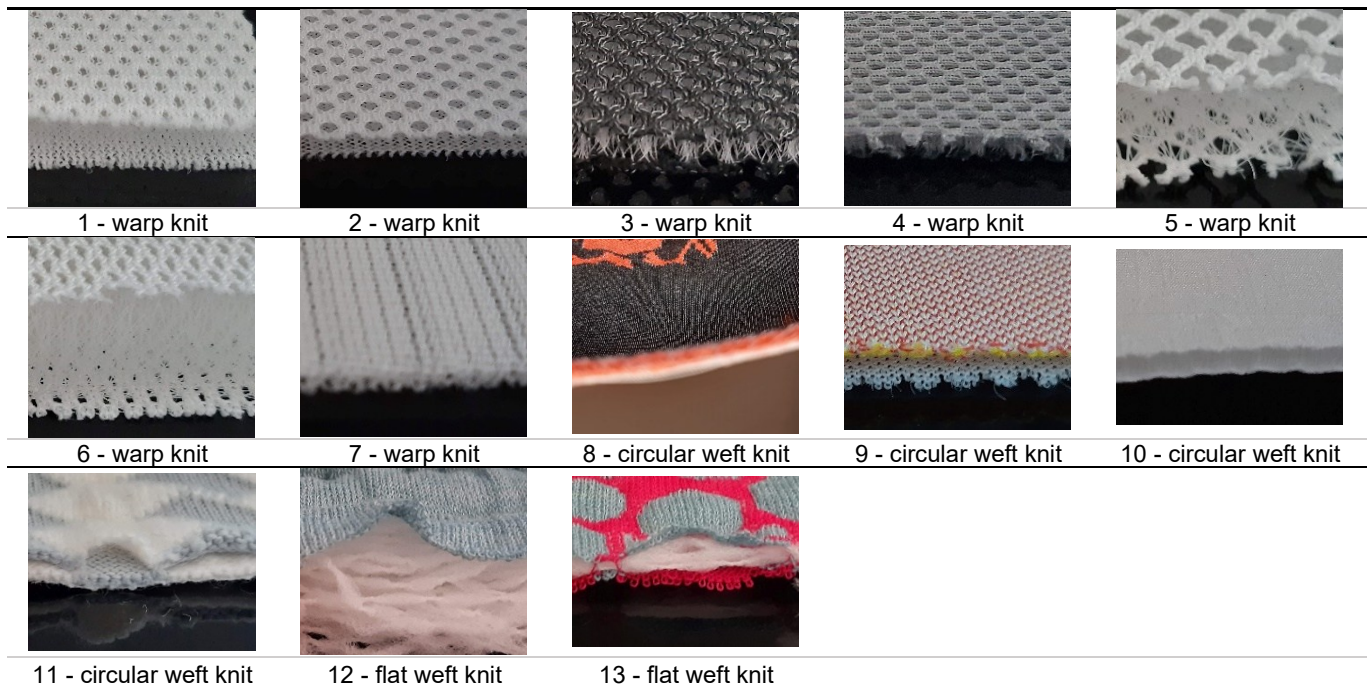 1 - warp knit
2 - warp knit
3 - warp knit
4 - warp knit
5 - warp knit
6 - warp knit
7 - warp knit
8 - circular weft knit
9 - circular weft knit
10 - circular weft knit
11 - circular weft knit
12 - flat weft knit
13 - flat weft knit